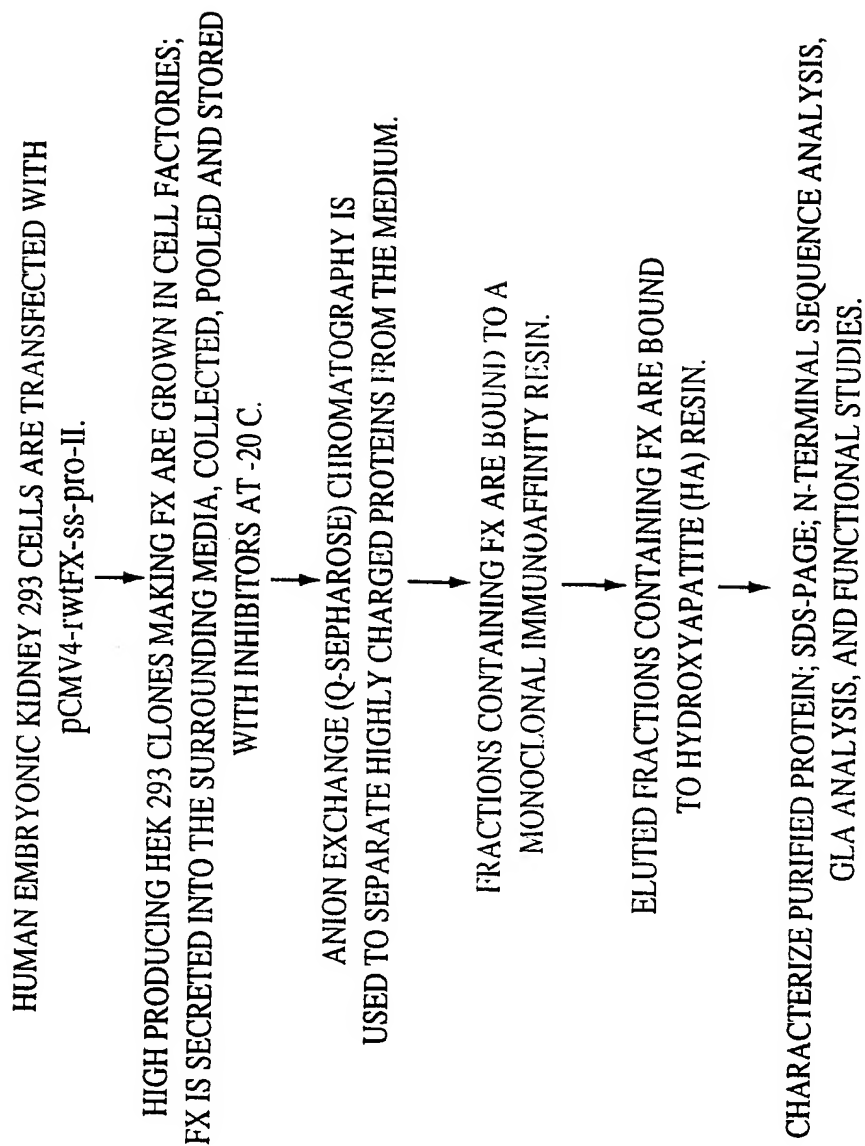 HUMAN EMBRYONIC KIDNEY 293 CELLS ARE TRANSFECTED WITH
pCMV4-rwtFX-ss-pro-II.
HIGH PRODUCING HEK 293 CLONES MAKING FX ARE GROWN IN CELL FACTORIES;
FX IS SECRETED INTO THE SURROUNDING MEDIA, COLLECTED, POOLED AND STORED
WITH INHIBITORS AT -20 C.
ANION EXCHANGE (Q-SEPHAROSE) CHROMATOGRAPHY IS
USED TO SEPARATE HIGHLY CHARGED PROTEINS FROM THE MEDIUM.
FRACTIONS CONTAINING FX ARE BOUND TO A
MONOCLONAL IMMUNOAFFINITY RESIN.
ELUTED FRACTIONS CONTAINING FX ARE BOUND
TO HYDROXYAPATITE (HA) RESIN.
CHARACTERIZE PURIFIED PROTEIN; SDS-PAGE; N-TERMINAL SEQUENCE ANALYSIS,
GLA ANALYSIS, AND FUNCTIONAL STUDIES.